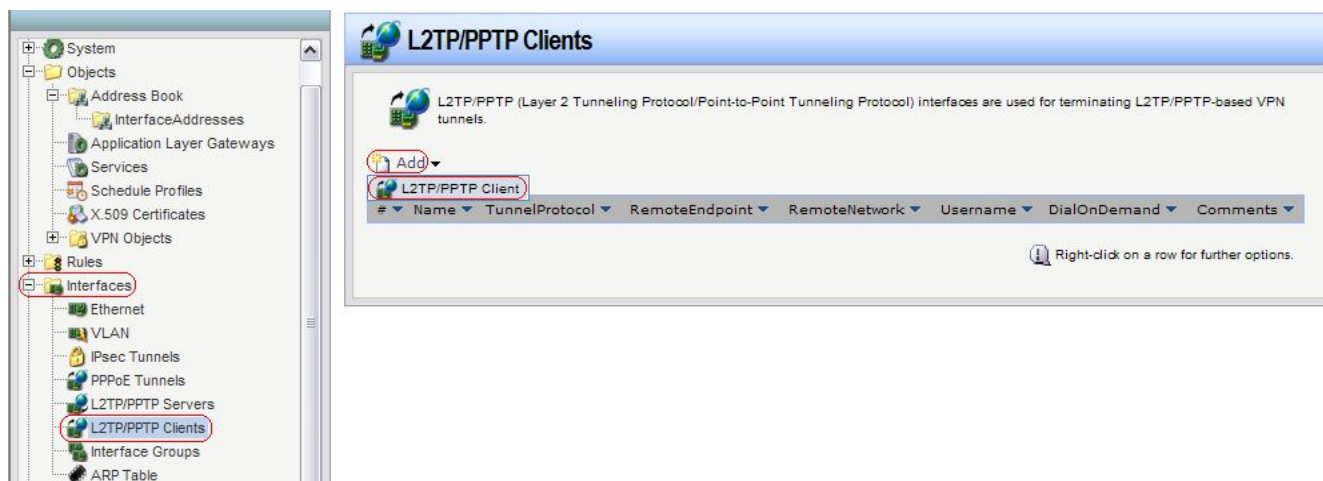 System
Objects
Address Book
InterfaceAddresses
Application Layer Gateways
Services
Schedule Profiles
X.509 Certificates
VPN Objects
Rules
Interfaces
Ethernet
VLAN
IPsec Tunnels
PPPoE Tunnels
L2TP/PPTP Servers
L2TP/PPTP Clients
Interface Groups
ARP Table
L2TP/PPTP Clients
L2TP/PPTP (Layer 2 Tunneling Protocol/Point-to-Point Tunneling Protocol) interfaces are used for terminating L2TP/PPTP-based VPN
tunnels.
Add
L2TP/PPTP Client
# Name TunnelProtocol RemoteEndpoint RemoteNetwork Username DialOnDemand Comments
Right-click on a row for further options.